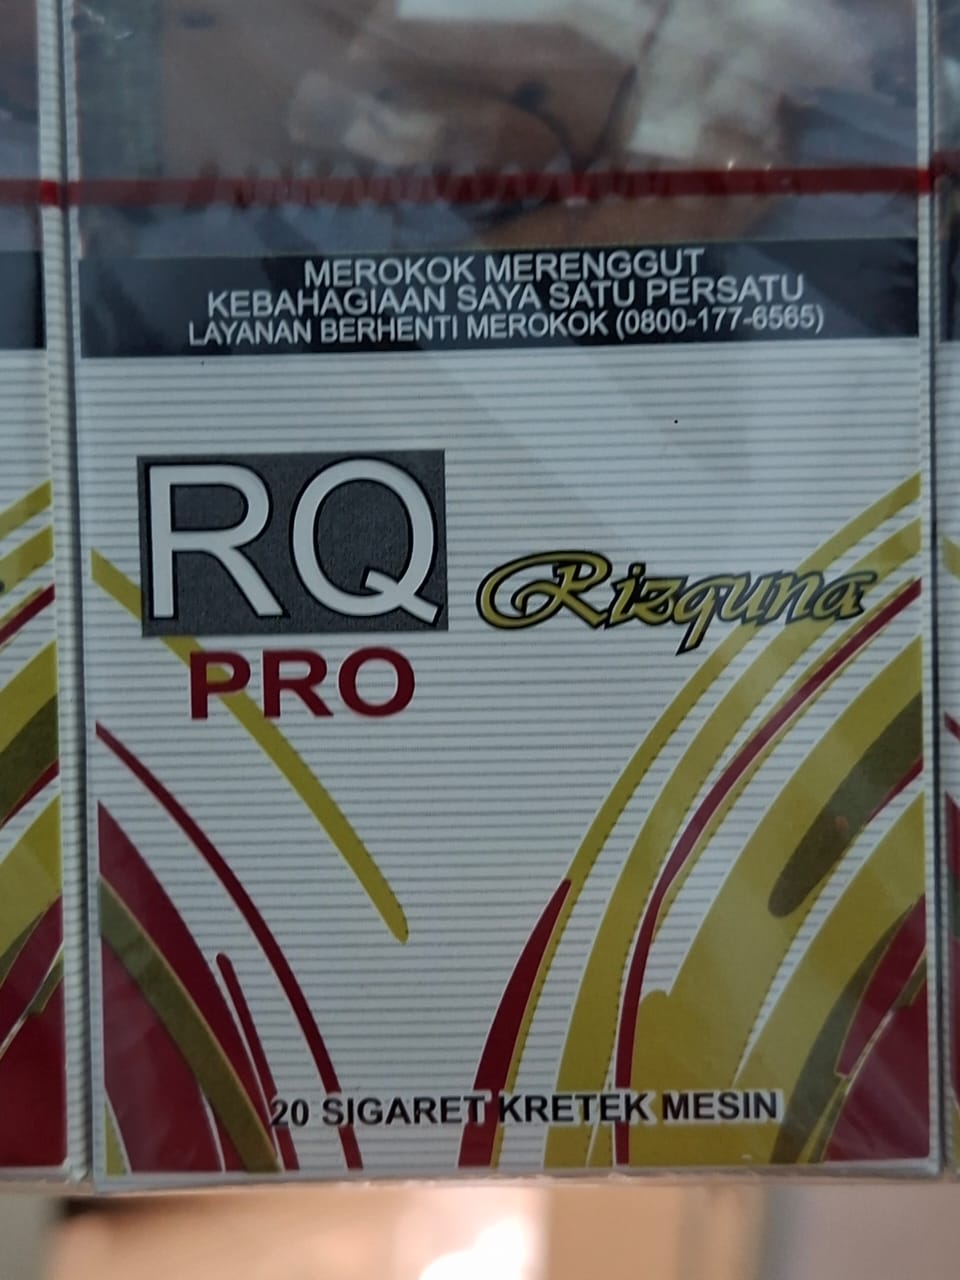 MEROKOK MERENGGUT
KEBAHAGIAAN SAYA SATU PERSATU
LAYANAN BERHENTI MEROKOK (0800-177-6565)
RQ
Rizquna
PRO
20 SIGARET KRETEK MESIN